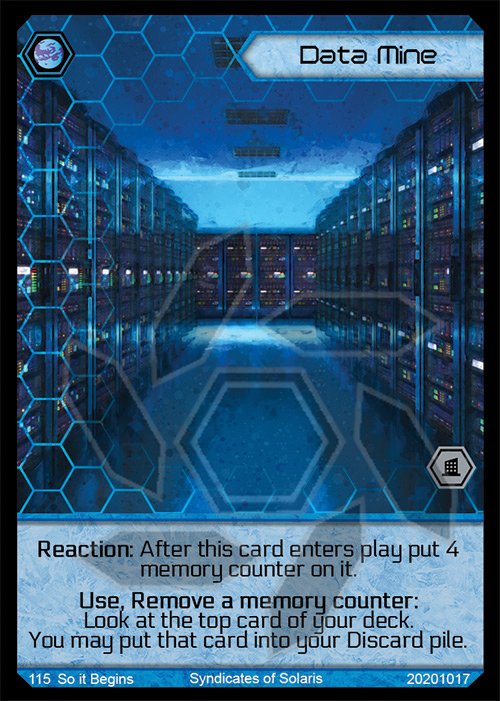 Data Mine
Reaction: After this card enters play put 4
memory counter on it.
Use, Remove a memory counter:
Look at the top card of your deck.
You may put that card into your Discard pile.
115 So it Begins Syndicates of Solaris 20201017